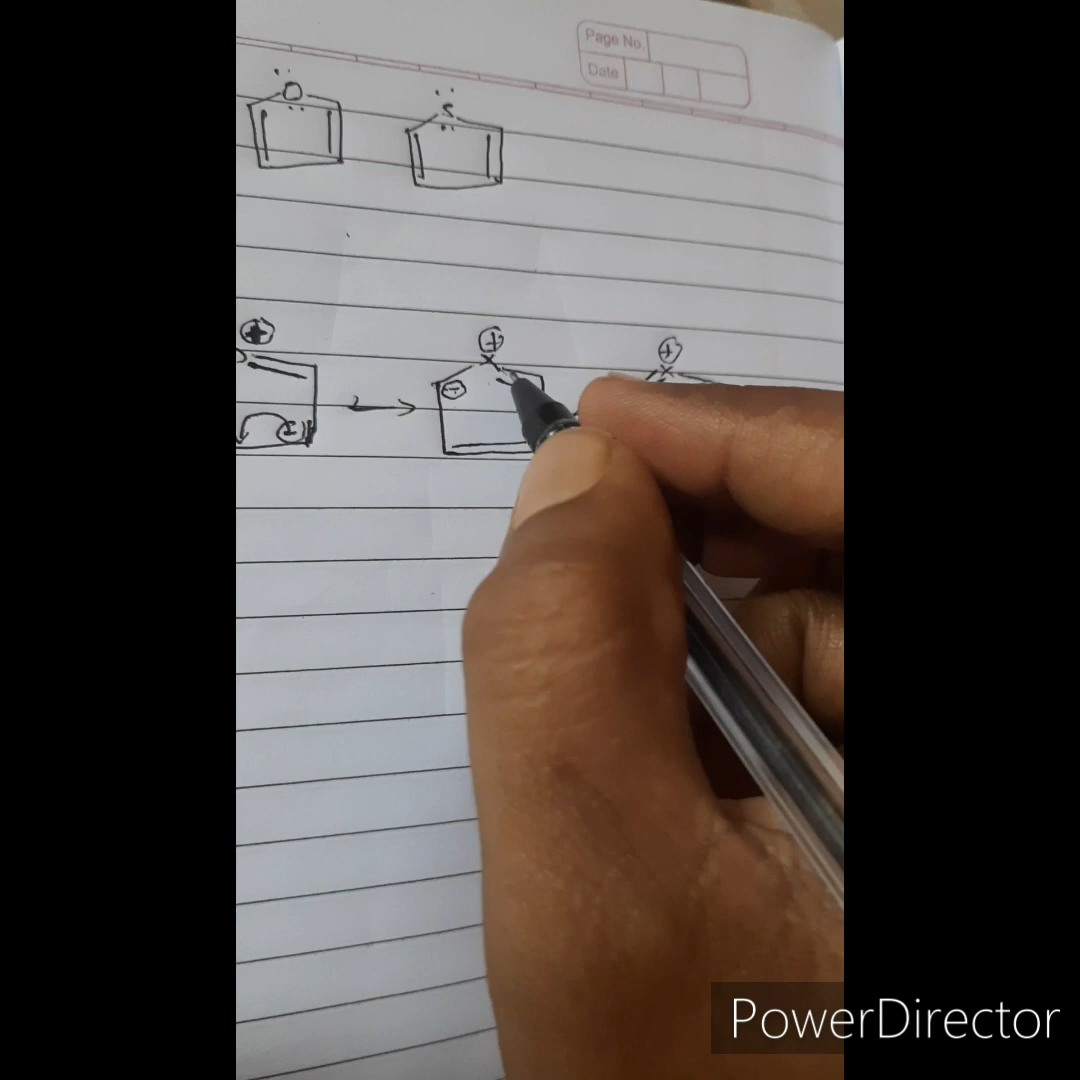 Page No.
Date
O
S
⊕ ⊕ ⊕
X X
⊖
⊖
PowerDirector